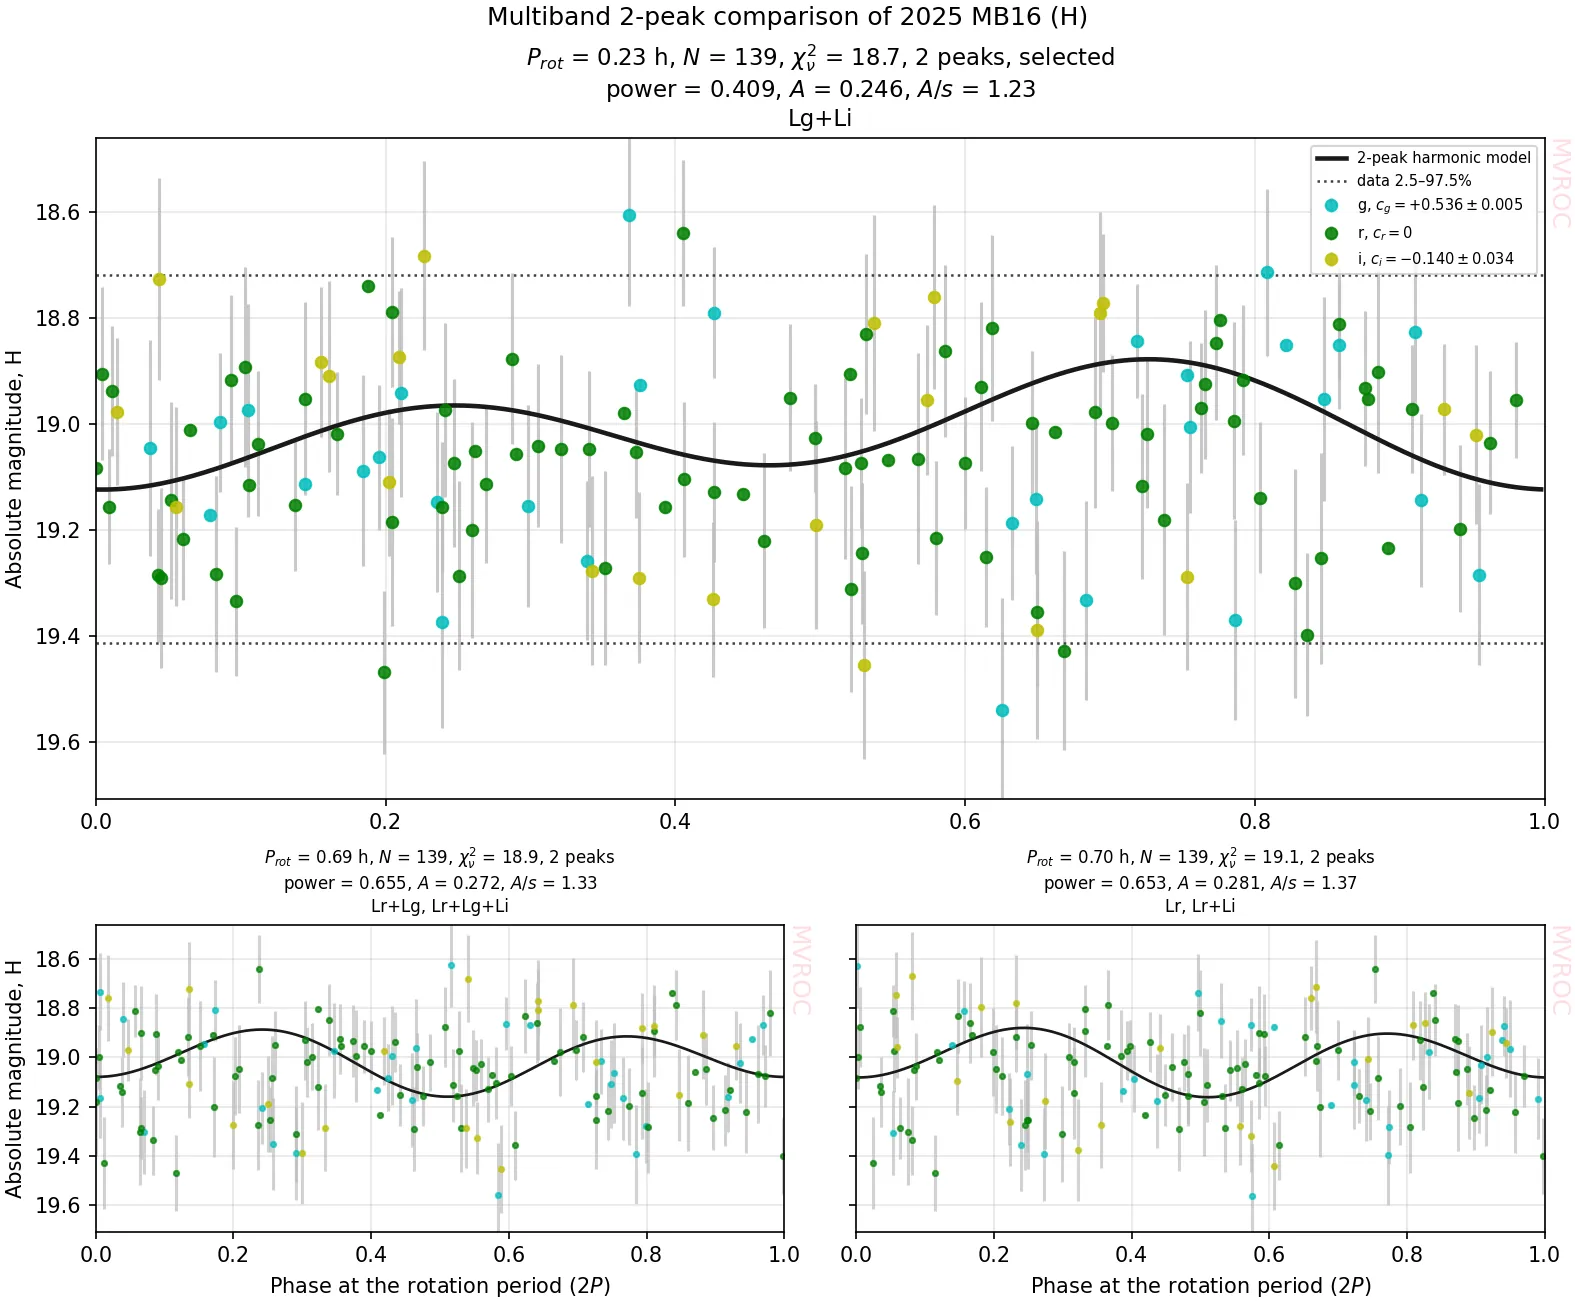 Multiband 2-peak comparison of 2025 MB16 (H)
P_rot = 0.23 h, N = 139, χ²_ν = 18.7, 2 peaks, selected
power = 0.409, A = 0.246, A/s = 1.23
Lg+Li
MVROC
2-peak harmonic model
data 2.5–97.5%
g, c_g = +0.536 ± 0.005
r, c_r = 0
i, c_i = −0.140 ± 0.034
Absolute magnitude, H
18.6
18.8
19.0
19.2
19.4
19.6
0.0 0.2 0.4 0.6 0.8 1.0
P_rot = 0.69 h, N = 139, χ²_ν = 18.9, 2 peaks
power = 0.655, A = 0.272, A/s = 1.33
Lr+Lg, Lr+Lg+Li
MVROC
Absolute magnitude, H
18.6
18.8
19.0
19.2
19.4
19.6
0.0 0.2 0.4 0.6 0.8 1.0
Phase at the rotation period (2P)
P_rot = 0.70 h, N = 139, χ²_ν = 19.1, 2 peaks
power = 0.653, A = 0.281, A/s = 1.37
Lr, Lr+Li
MVROC
0.0 0.2 0.4 0.6 0.8 1.0
Phase at the rotation period (2P)